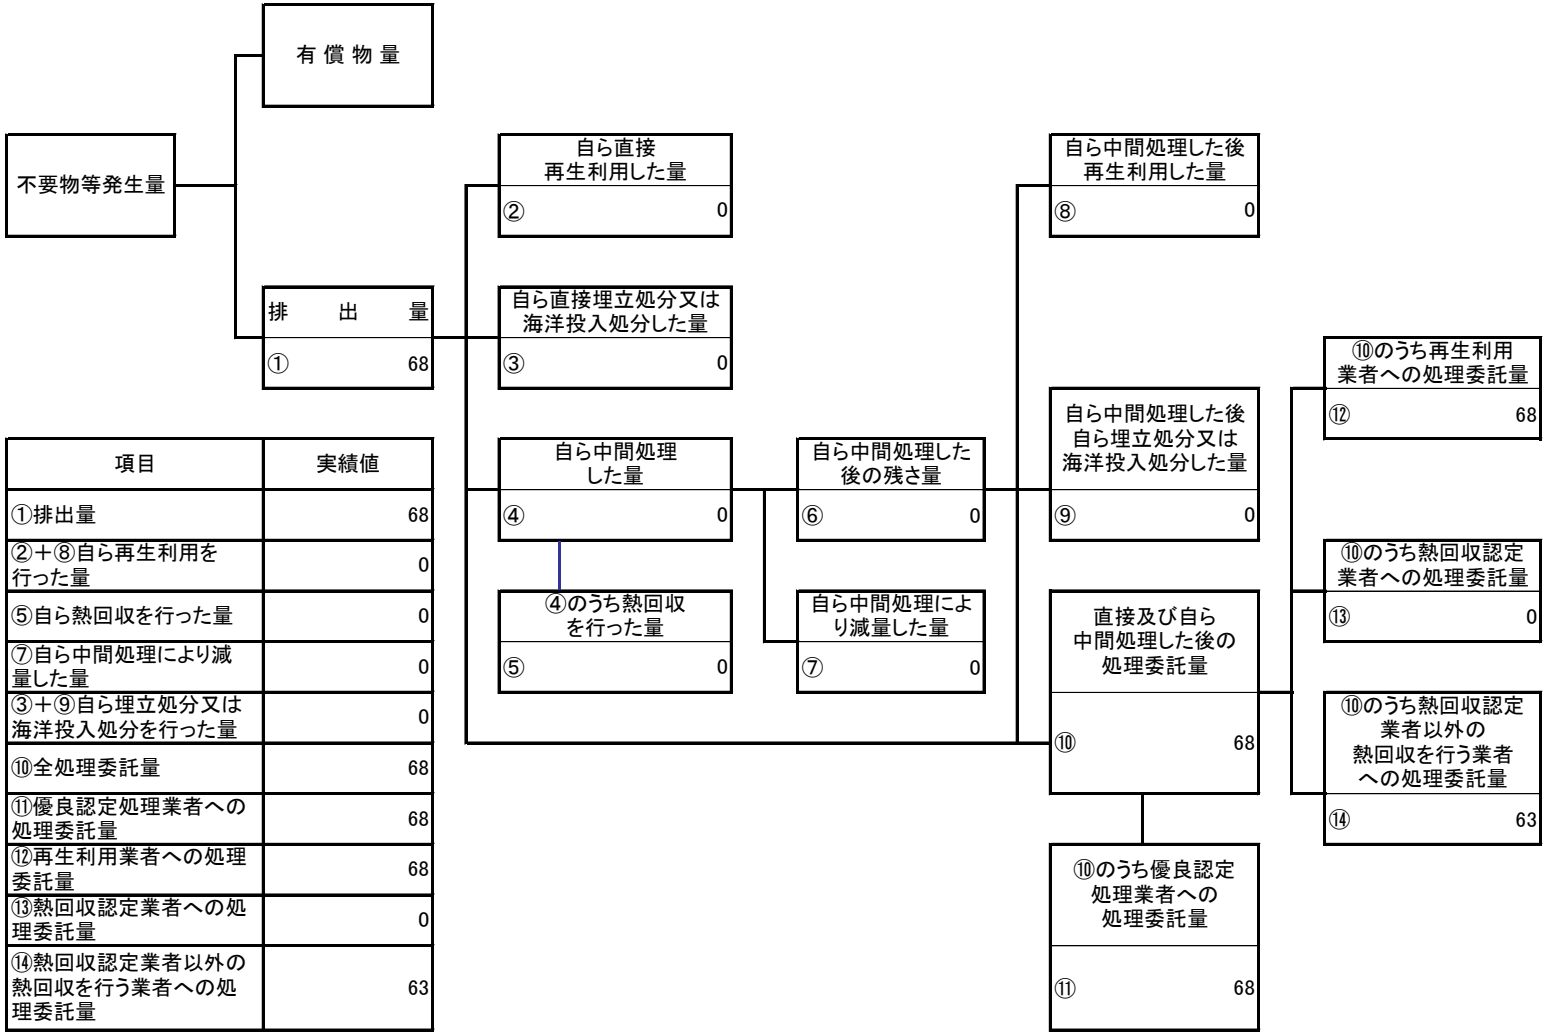 有償物量
不要物等発生量
自ら直接
再生利用した量
② 0
自ら中間処理した後
再生利用した量
⑧ 0
排出量
① 68
自ら直接埋立処分又は
海洋投入処分した量
③ 0
⑩のうち再生利用
業者への処理委託量
⑫ 68
自ら中間処理
した量
④ 0
自ら中間処理した
後の残さ量
⑥ 0
自ら中間処理した後
自ら埋立処分又は
海洋投入処分した量
⑨ 0
⑩のうち熱回収認定
業者への処理委託量
⑬ 0
④のうち熱回収
を行った量
⑤ 0
自ら中間処理によ
り減量した量
⑦ 0
直接及び自ら
中間処理した後の
処理委託量
⑩ 68
⑩のうち熱回収認定
業者以外の
熱回収を行う業者
への処理委託量
⑭ 63
⑩のうち優良認定
処理業者への
処理委託量
⑪ 68
項目 実績値
①排出量 68
②+⑧自ら再生利用を
行った量 0
⑤自ら熱回収を行った量 0
⑦自ら中間処理により減
量した量 0
③+⑨自ら埋立処分又は
海洋投入処分を行った量 0
⑩全処理委託量 68
⑪優良認定処理業者への
処理委託量 68
⑫再生利用業者への処理
委託量 68
⑬熱回収認定業者への処
理委託量 0
⑭熱回収認定業者以外の
熱回収を行う業者への処 63
理委託量